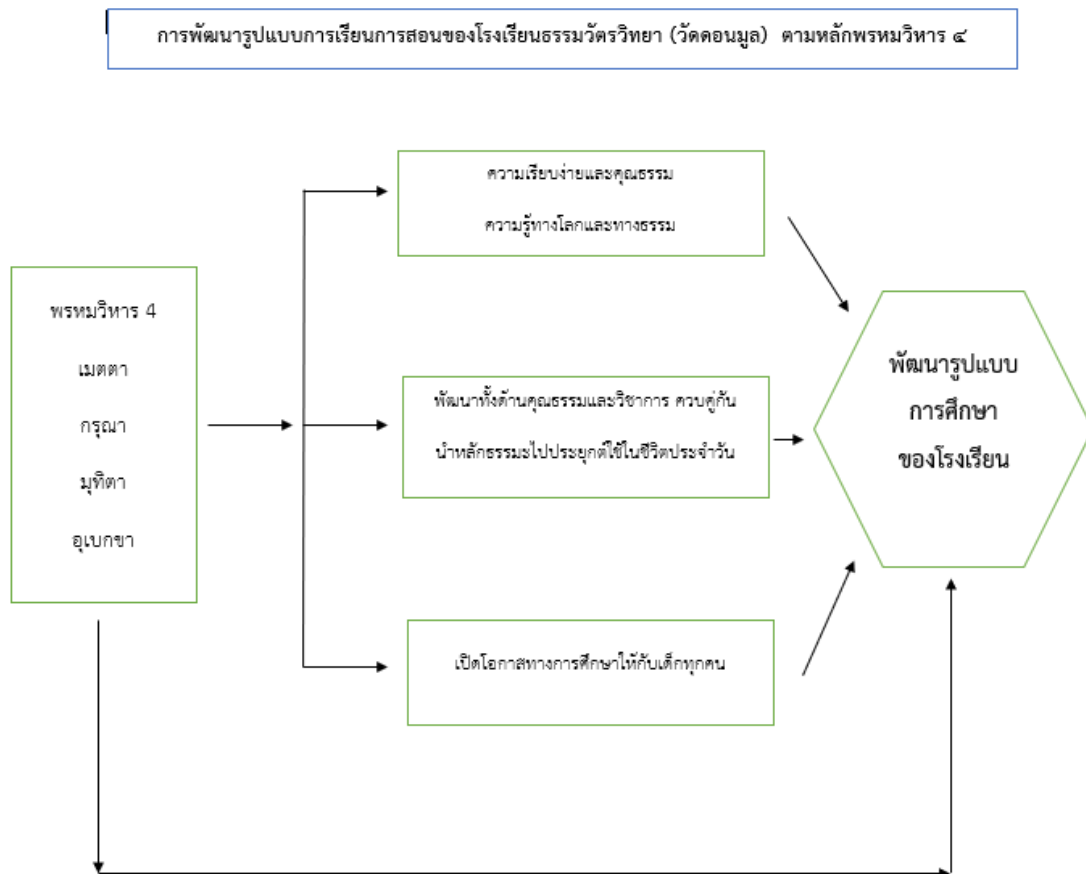 การพัฒนารูปแบบการเรียนการสอนของโรงเรียนธรรมวัตรวิทยา (วัดดอนมูล) ตามหลักพรหมวิหาร ๔
ความเรียบง่ายและคุณธรรม
ความรู้ทางโลกและทางธรรม
พรหมวิหาร 4
เมตตา
กรุณา
มุทิตา
อุเบกขา
พัฒนาทั้งด้านคุณธรรมและวิชาการ ควบคู่กัน
นำหลักธรรมะไปประยุกต์ใช้ในชีวิตประจำวัน
พัฒนารูปแบบ
การศึกษา
ของโรงเรียน
เปิดโอกาสทางการศึกษาให้กับเด็กทุกคน